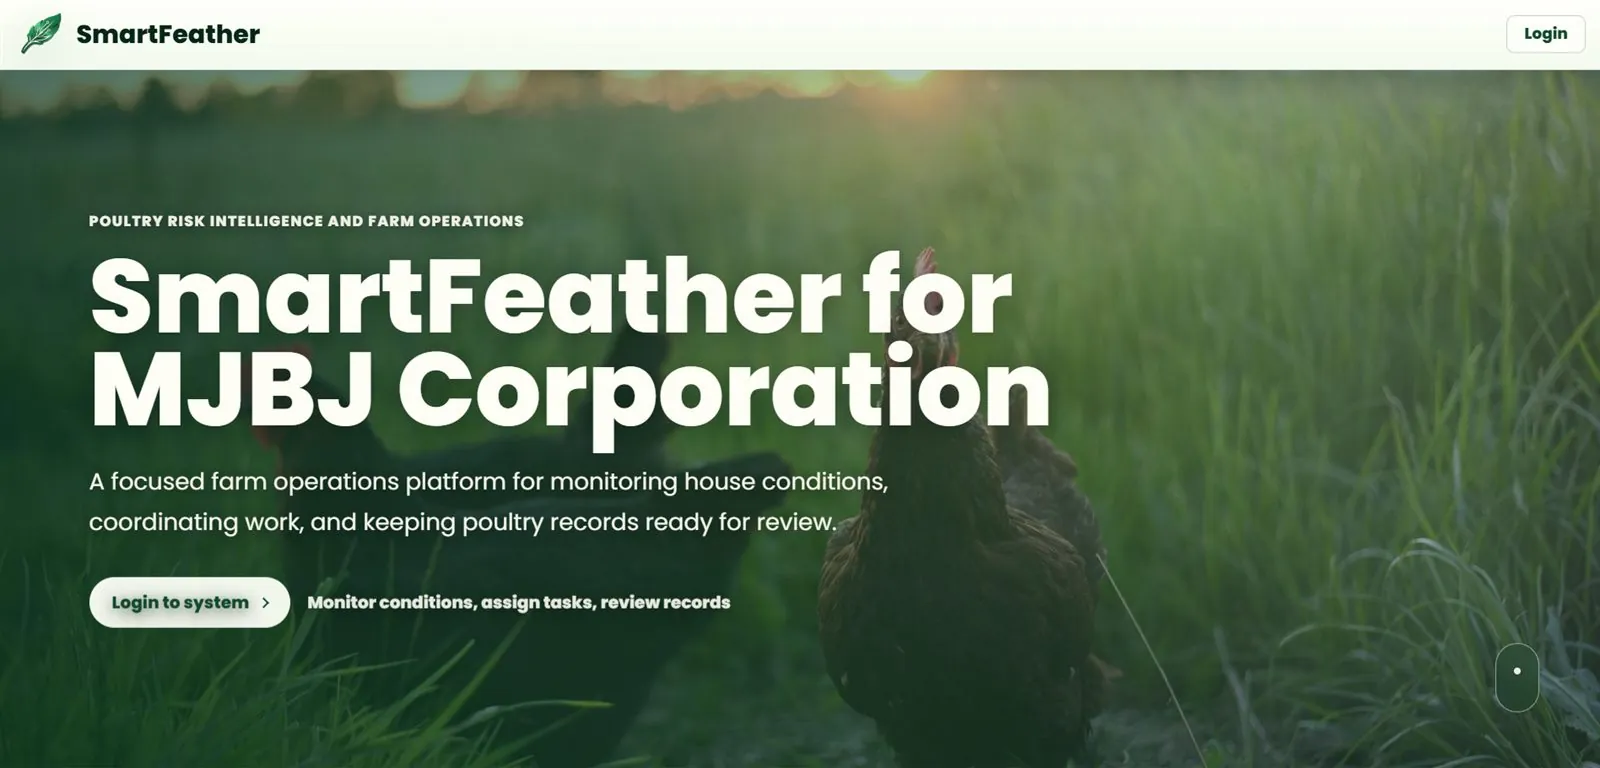 SmartFeather
Login
POULTRY RISK INTELLIGENCE AND FARM OPERATIONS
SmartFeather for
MJBJ Corporation
A focused farm operations platform for monitoring house conditions,
coordinating work, and keeping poultry records ready for review.
Login to system
Monitor conditions, assign tasks, review records